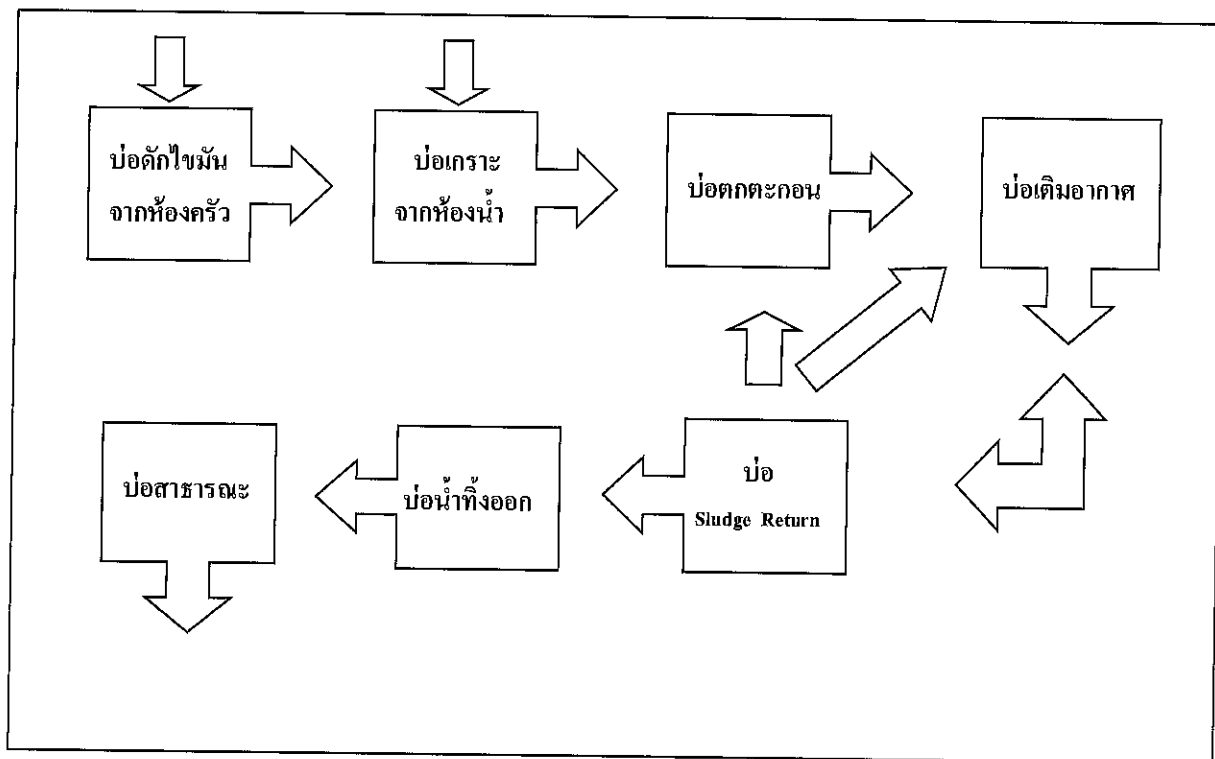 บ่อดักไขมัน
จากห้องครัว
บ่อเกราะ
จากห้องน้ำ
บ่อตกตะกอน
บ่อเติมอากาศ
บ่อสาธารณะ
บ่อน้ำทิ้งออก
บ่อ
Sludge Return